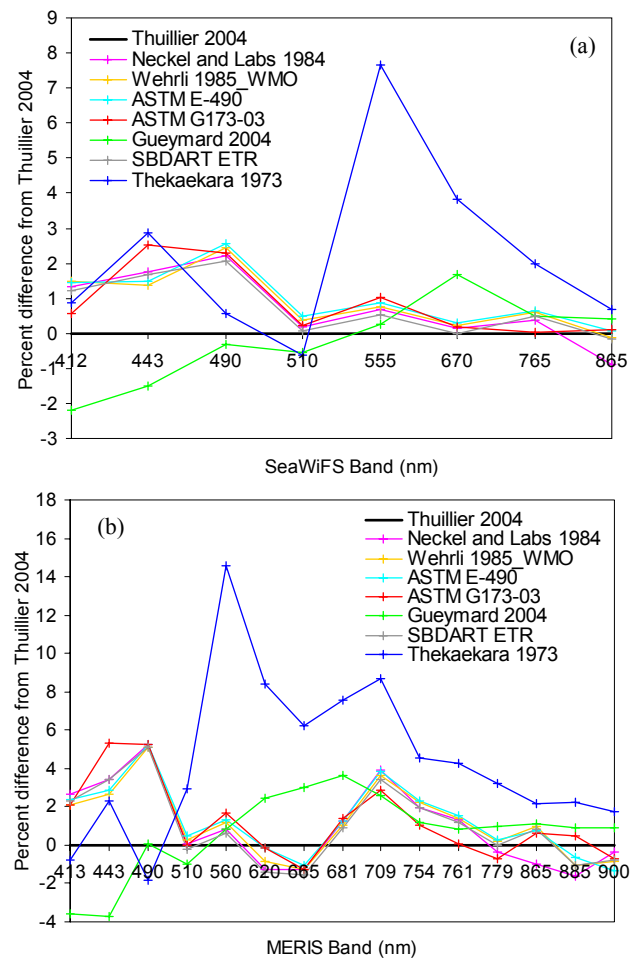 (a)
Percent difference from Thuillier 2004
9
8
7
6
5
4
3
2
1
0
-1
-2
-3
Thuillier 2004
Neckel and Labs 1984
Wehrli 1985_WMO
ASTM E-490
ASTM G173-03
Gueymard 2004
SBDART ETR
Thekaekara 1973
412 443 490 510 555 670 765 865
SeaWiFS Band (nm)
(b)
Percent difference from Thuillier 2004
18
16
14
12
10
8
6
4
2
0
-2
-4
Thuillier 2004
Neckel and Labs 1984
Wehrli 1985_WMO
ASTM E-490
ASTM G173-03
Gueymard 2004
SBDART ETR
Thekaekara 1973
413 443 490 510 560 620 665 681 709 754 761 779 865 885 900
MERIS Band (nm)